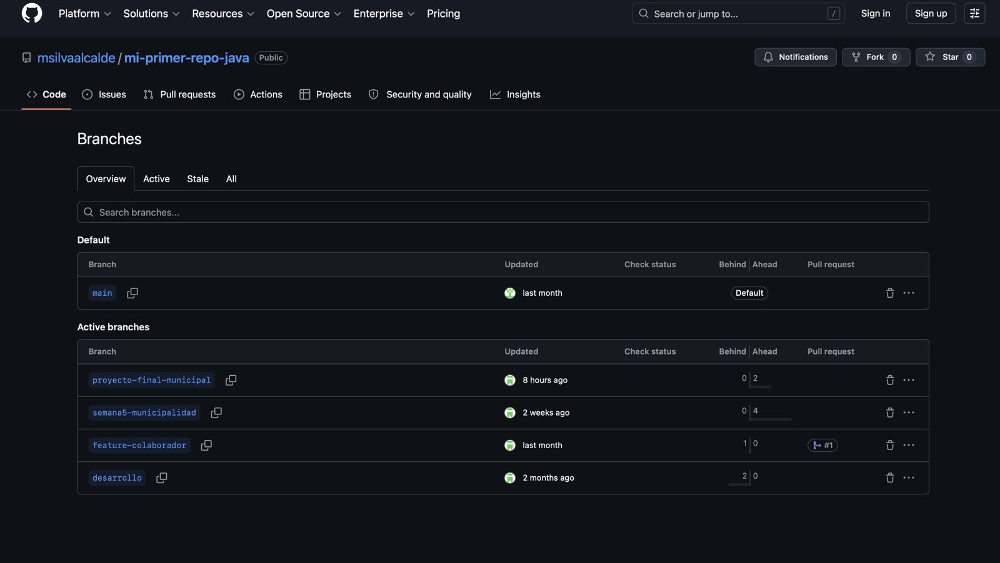 Platform Solutions Resources Open Source Enterprise Pricing Search or jump to... / Sign in Sign up
msilvaalcalde / mi-primer-repo-java Public Notifications Fork 0 Star 0
Code Issues Pull requests Actions Projects Security and quality Insights
Branches
Overview Active Stale All
Search branches...
Default
Branch Updated Check status Behind Ahead Pull request
main last month Default
Active branches
Branch Updated Check status Behind Ahead Pull request
proyecto-final-municipal 8 hours ago 0 2
semana5-municipalidad 2 weeks ago 0 4
feature-colaborador last month 1 0 #1
desarrollo 2 months ago 2 0